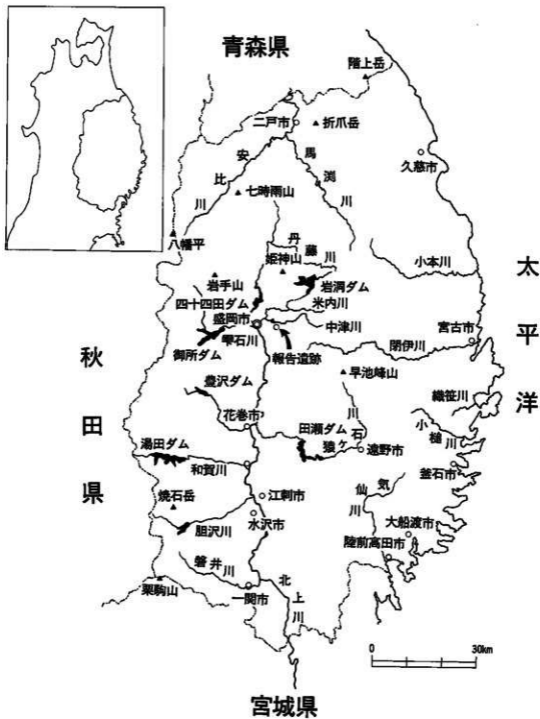 青森県
階上岳
二戸市
折爪岳
安比川
馬淵川
久慈市
七時雨山
八幡平
丹藤川
小本川
姫神山
岩手山
岩洞ダム
四十四田ダム
米内川
盛岡市
中津川
雫石川
宮古市
御所ダム
報告遺跡
閉伊川
太平洋
秋田県
早池峰山
豊沢ダム
織笠川
花巻市
田瀬ダム
猿ヶ石川
小槌川
湯田ダム
遠野市
和賀川
釜石市
気仙川
焼石岳
江刺市
水沢市
大船渡市
胆沢川
陸前高田市
磐井川
栗駒山
一関市
北上川
0 30km
宮城県